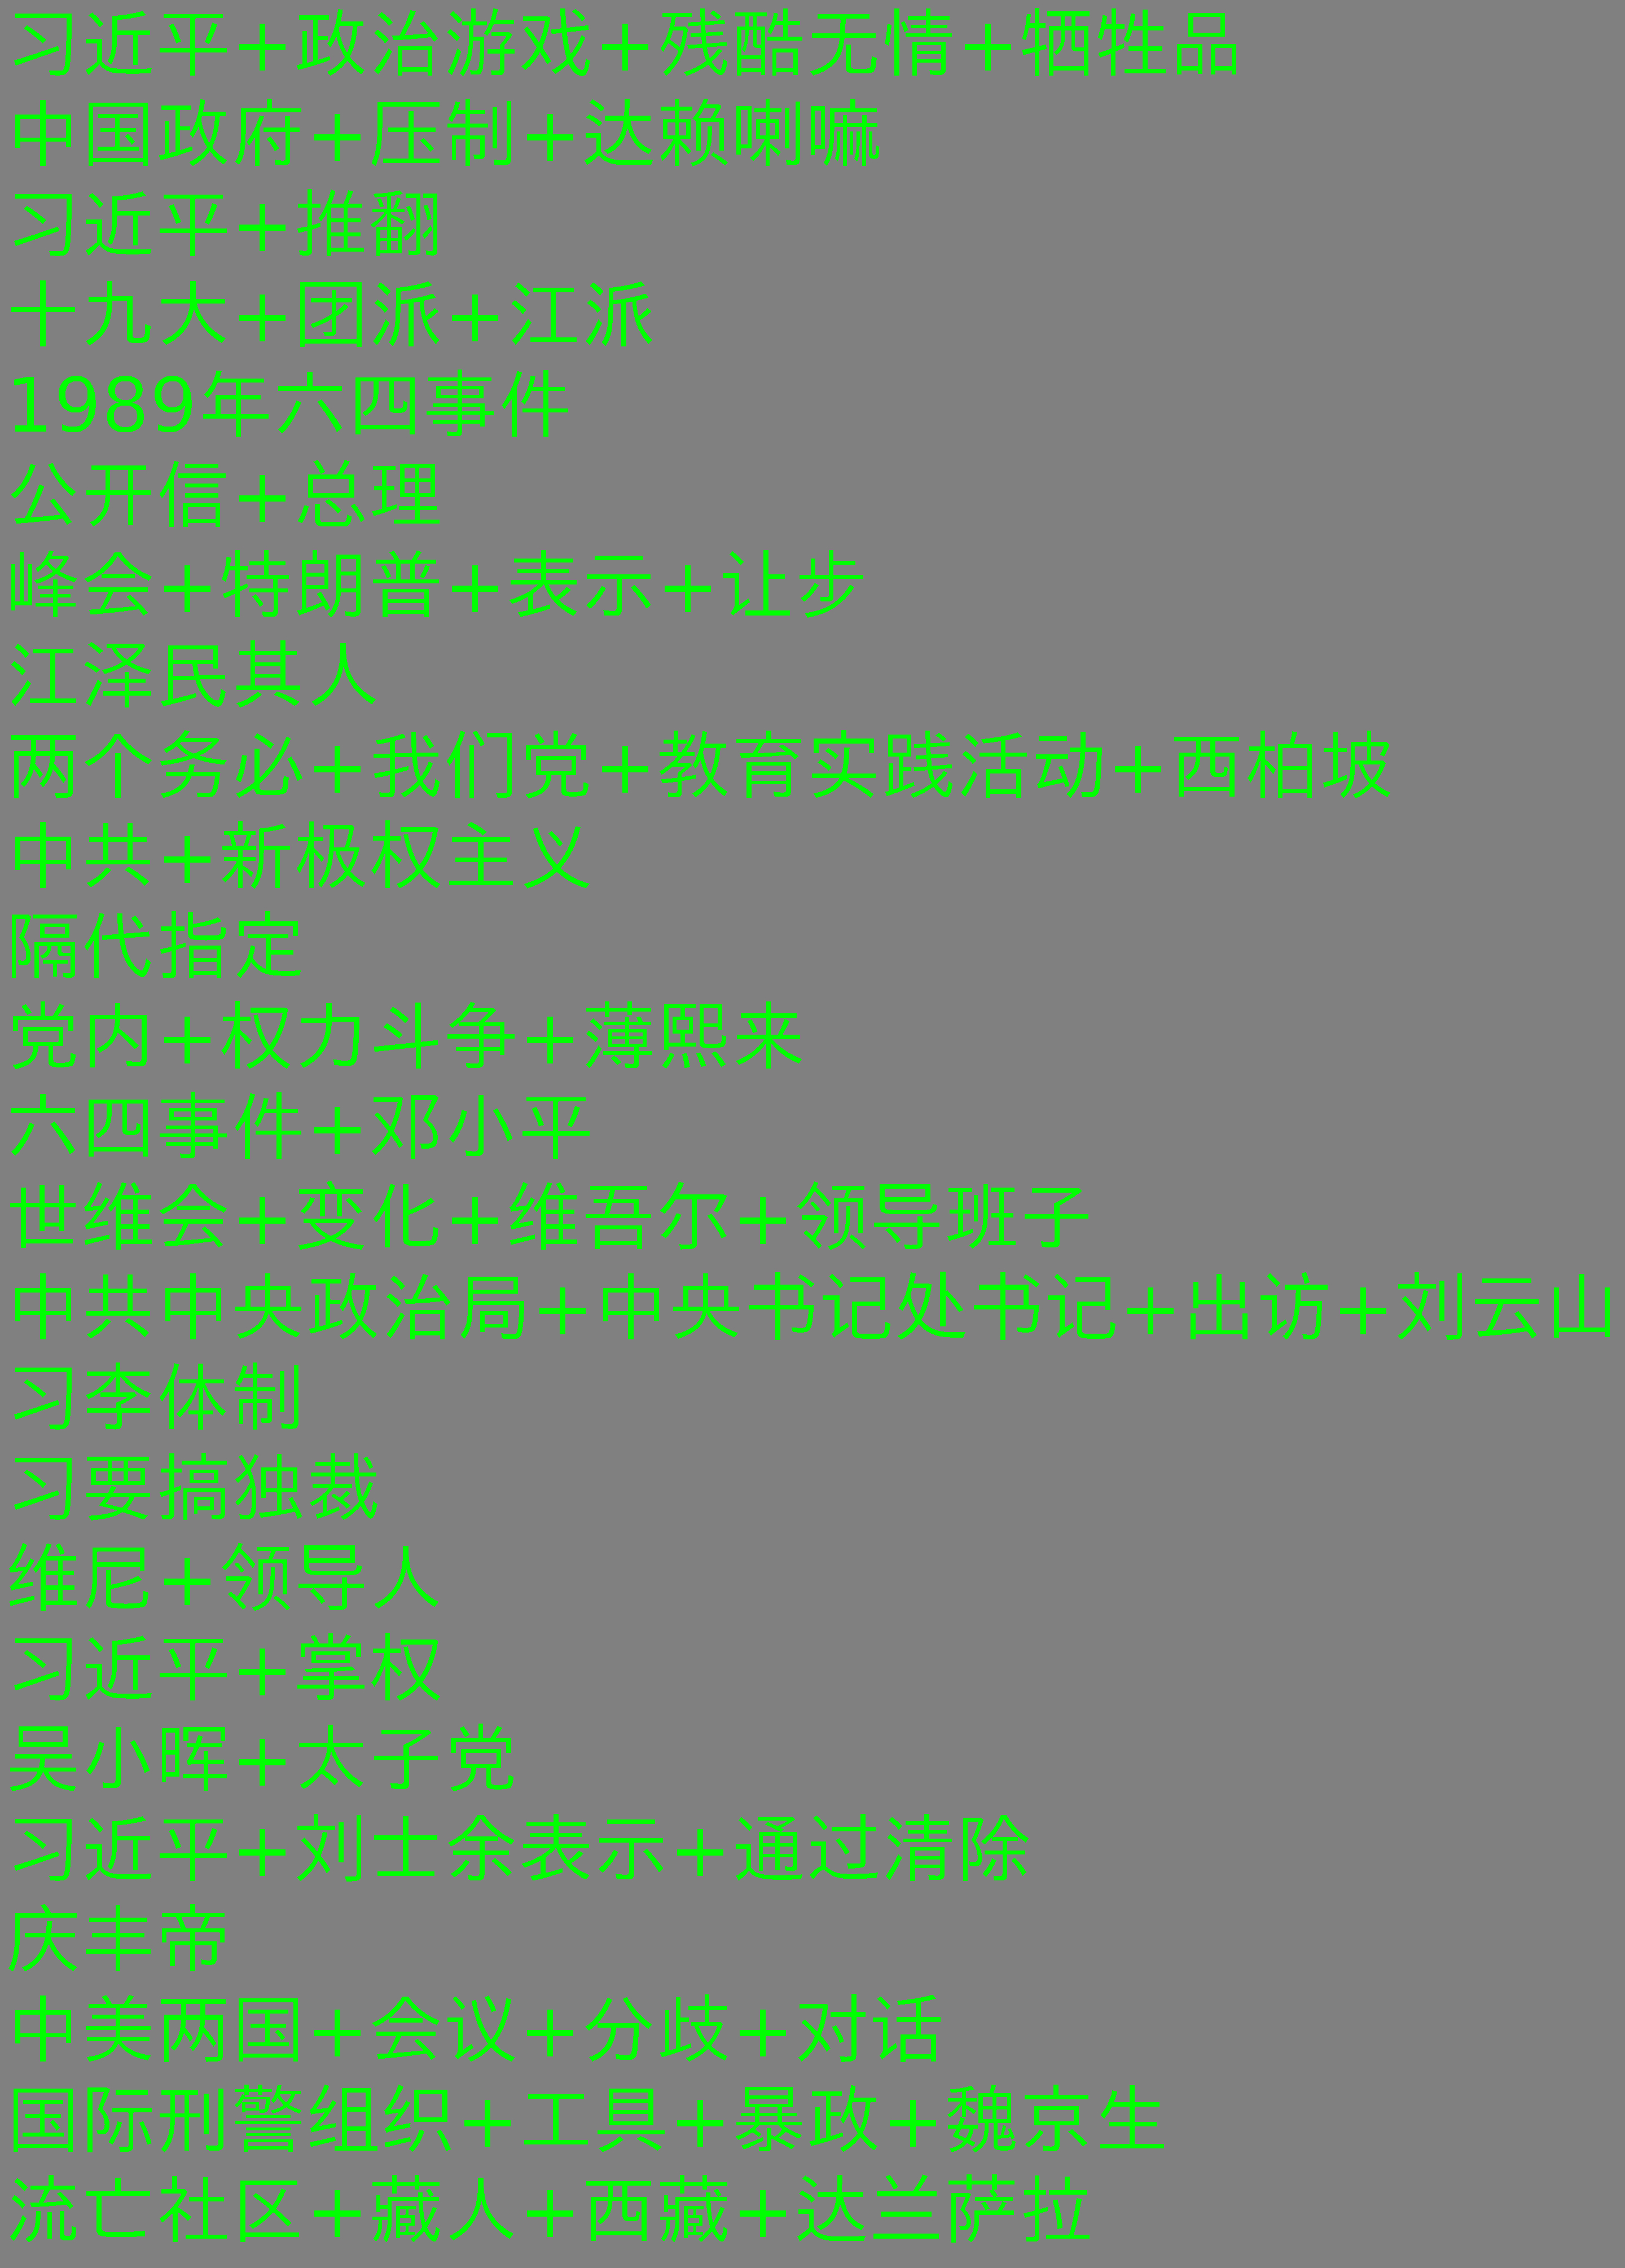 习近平+政治游戏+残酷无情+牺牲品
中国政府+压制+达赖喇嘛
习近平+推翻
十九大+团派+江派
1989年六四事件
公开信+总理
峰会+特朗普+表示+让步
江泽民其人
两个务必+我们党+教育实践活动+西柏坡
中共+新极权主义
隔代指定
党内+权力斗争+薄熙来
六四事件+邓小平
世维会+变化+维吾尔+领导班子
中共中央政治局+中央书记处书记+出访+刘云山
习李体制
习要搞独裁
维尼+领导人
习近平+掌权
吴小晖+太子党
习近平+刘士余表示+通过清除
庆丰帝
中美两国+会议+分歧+对话
国际刑警组织+工具+暴政+魏京生
流亡社区+藏人+西藏+达兰萨拉